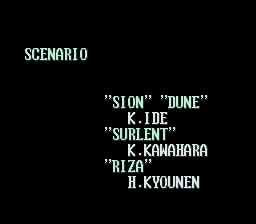 SCENARIO
"SION" "DUNE"
K.IDE
"SURLENT"
K.KAWAHARA
"RIZA"
H.KYOUNEN